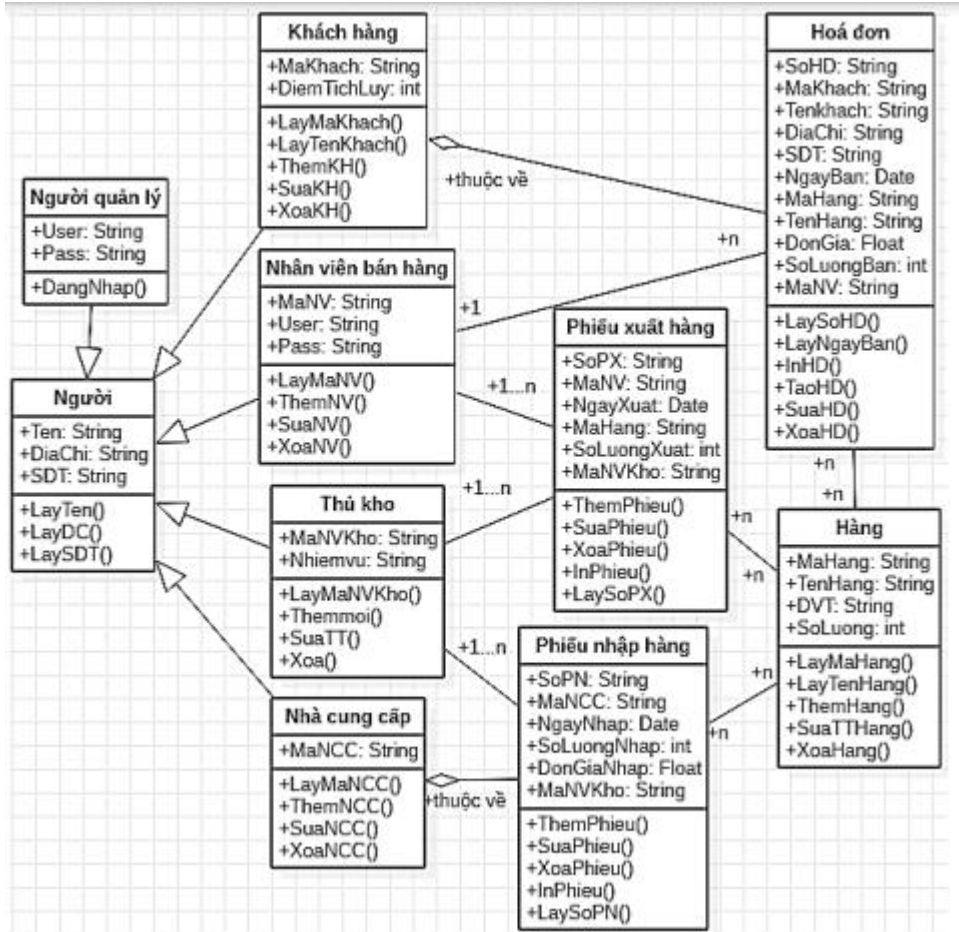 Khách hàng
+MaKhach: String
+DiemTichLuy: int
+LayMaKhach()
+LayTenKhach()
+ThemKH()
+SuaKH()
+XoaKH()
+thuộc về
Hoá đơn
+SoHD: String
+MaKhach: String
+Tenkhach: String
+DiaChi: String
+SDT: String
+NgayBan: Date
+MaHang: String
+TenHang: String
+DonGia: Float
+SoLuongBan: int
+MaNV: String
+LaySoHD()
+LayNgayBan()
+InHD()
+TaoHD()
+SuaHD()
+XoaHD()
Người quản lý
+User: String
+Pass: String
+DangNhap()
Nhân viên bán hàng
+MaNV: String
+User: String
+Pass: String
+LayMaNV()
+ThemNV()
+SuaNV()
+XoaNV()
+1
+n
+1...n
Phiếu xuất hàng
+SoPX: String
+MaNV: String
+NgayXuat: Date
+MaHang: String
+SoLuongXuat: int
+MaNVKho: String
+ThemPhieu()
+SuaPhieu()
+XoaPhieu()
+InPhieu()
+LaySoPX()
Người
+Ten: String
+DiaChi: String
+SDT: String
+LayTen()
+LayDC()
+LaySDT()
Thủ kho
+MaNVKho: String
+Nhiemvu: String
+LayMaNVKho()
+Themmoi()
+SuaTT()
+Xoa()
+1...n
+1...n
+n
+n
+n
+n
Hàng
+MaHang: String
+TenHang: String
+DVT: String
+SoLuong: int
+LayMaHang()
+LayTenHang()
+ThemHang()
+SuaTTHang()
+XoaHang()
Phiếu nhập hàng
+SoPN: String
+MaNCC: String
+NgayNhap: Date
+SoLuongNhap: int
+DonGiaNhap: Float
+MaNVKho: String
+ThemPhieu()
+SuaPhieu()
+XoaPhieu()
+InPhieu()
+LaySoPN()
+n
+n
Nhà cung cấp
+MaNCC: String
+LayMaNCC()
+ThemNCC()
+SuaNCC()
+XoaNCC()
+thuộc về